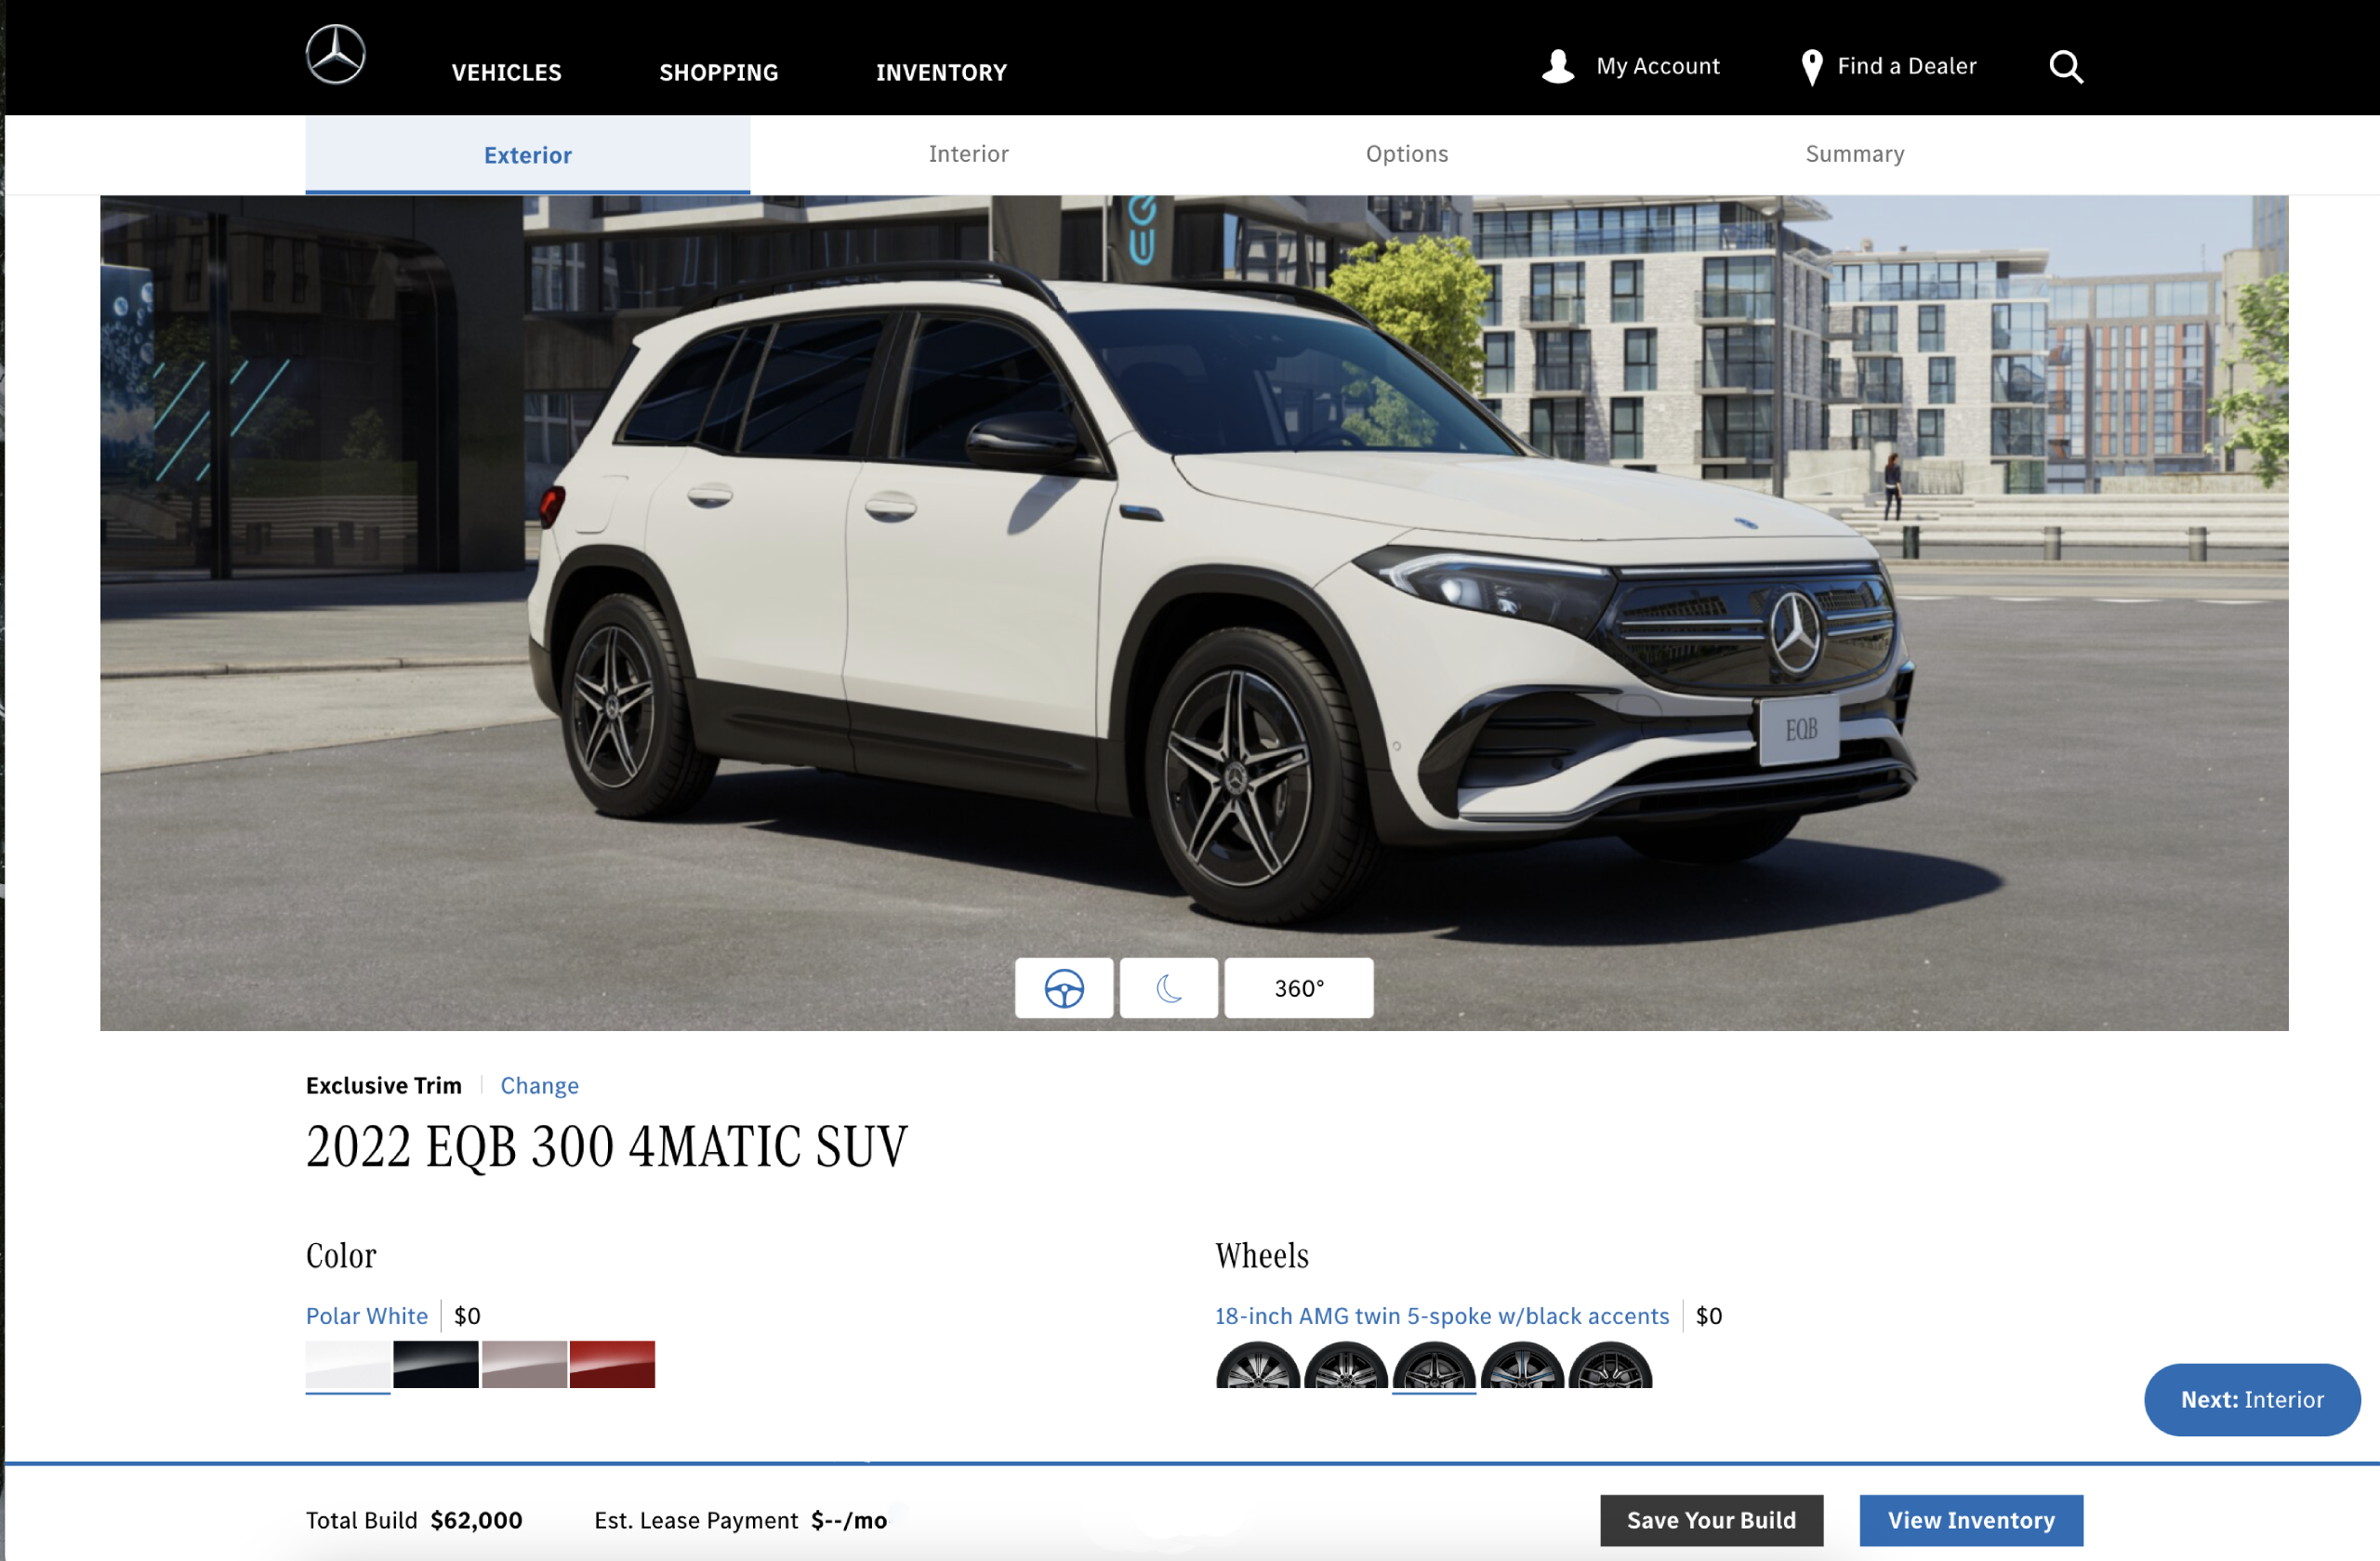 VEHICLES SHOPPING INVENTORY My Account Find a Dealer
Exterior Interior Options Summary
EQ
EQB
360°
Exclusive Trim Change
2022 EQB 300 4MATIC SUV
Color
Polar White $0
Wheels
18-inch AMG twin 5-spoke w/black accents $0
Next: Interior
Total Build $62,000 Est. Lease Payment $--/mo Save Your Build View Inventory